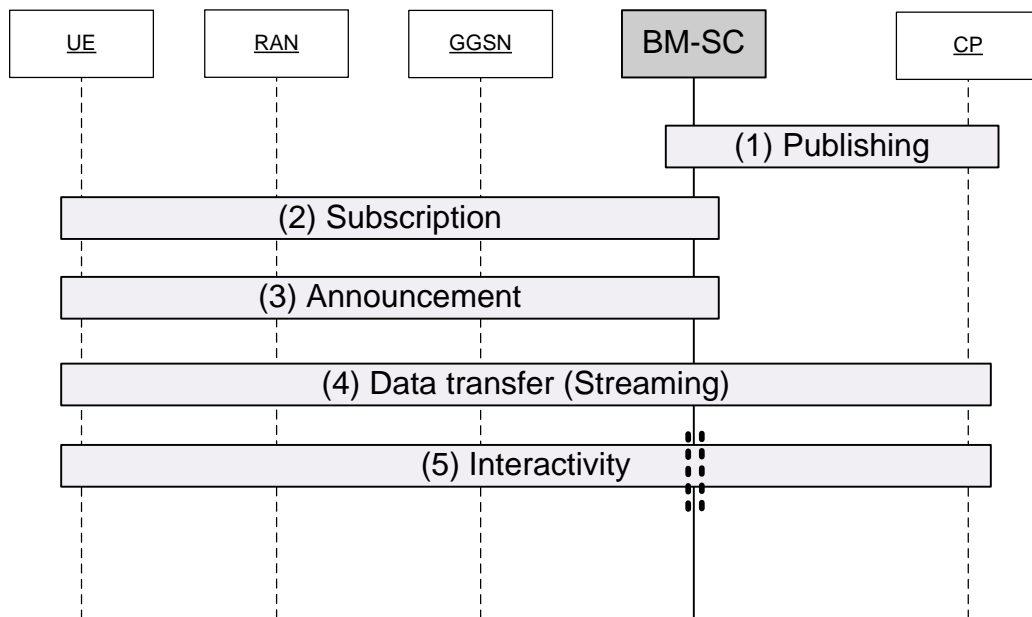 UE
RAN
GGSN
BM-SC
CP
(1) Publishing
(2) Subscription
(3) Announcement
(4) Data transfer (Streaming)
(5) Interactivity